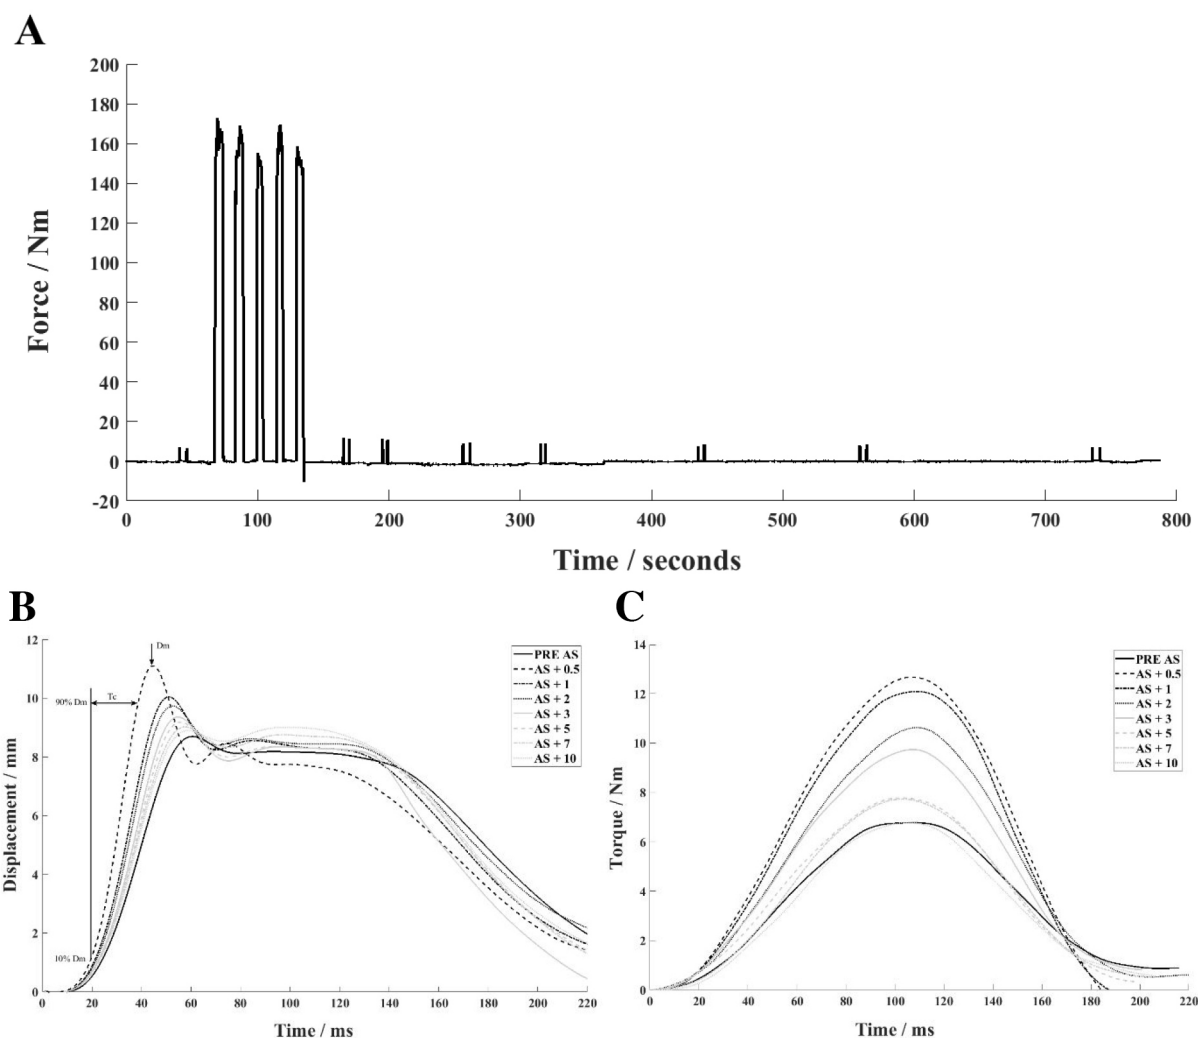 A
200
180
160
140
120
100
80
60
40
20
0
-20
Force / Nm
0 100 200 300 400 500 600 700 800
Time / seconds
B
12
10
8
6
4
2
0
Displacement / mm
Dm
90% Dm
Tc
10% Dm
PRE AS
AS + 0.5
AS + 1
AS + 2
AS + 3
AS + 5
AS + 7
AS + 10
0 20 40 60 80 100 120 140 160 180 200 220
Time / ms
C
14
12
10
8
6
4
2
0
Torque / Nm
PRE AS
AS + 0.5
AS + 1
AS + 2
AS + 3
AS + 5
AS + 7
AS + 10
0 20 40 60 80 100 120 140 160 180 200 220
Time / ms